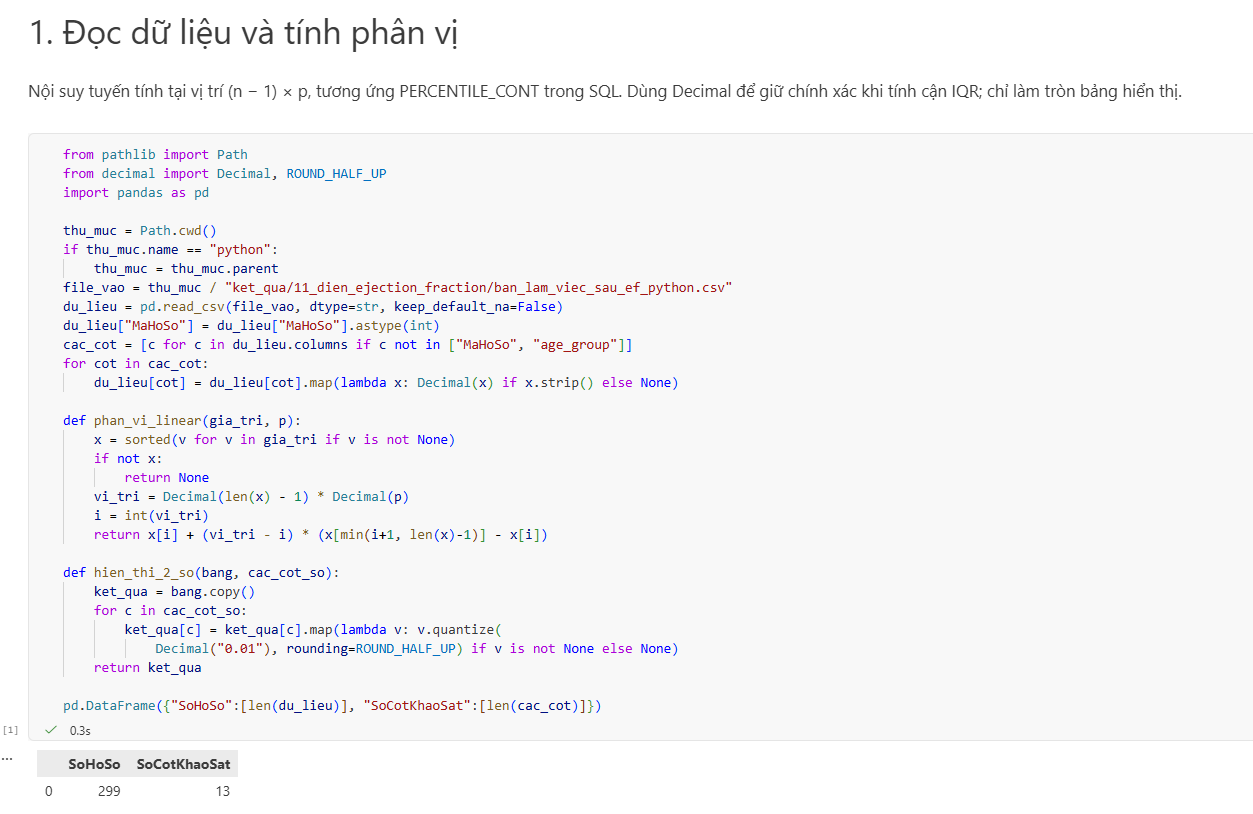 1. Đọc dữ liệu và tính phân vị
Nội suy tuyến tính tại vị trí (n − 1) × p, tương ứng PERCENTILE_CONT trong SQL. Dùng Decimal để giữ chính xác khi tính cận IQR; chỉ làm tròn bảng hiển thị.
from pathlib import Path
from decimal import Decimal, ROUND_HALF_UP
import pandas as pd
thu_muc = Path.cwd()
if thu_muc.name == "python":
    thu_muc = thu_muc.parent
file_vao = thu_muc / "ket_qua/11_dien_ejection_fraction/ban_lam_viec_sau_ef_python.csv"
du_lieu = pd.read_csv(file_vao, dtype=str, keep_default_na=False)
du_lieu["MaHoSo"] = du_lieu["MaHoSo"].astype(int)
cac_cot = [c for c in du_lieu.columns if c not in ["MaHoSo", "age_group"]]
for cot in cac_cot:
    du_lieu[cot] = du_lieu[cot].map(lambda x: Decimal(x) if x.strip() else None)
def phan_vi_linear(gia_tri, p):
    x = sorted(v for v in gia_tri if v is not None)
    if not x:
        return None
    vi_tri = Decimal(len(x) - 1) * Decimal(p)
    i = int(vi_tri)
    return x[i] + (vi_tri - i) * (x[min(i+1, len(x)-1)] - x[i])
def hien_thi_2_so(bang, cac_cot_so):
    ket_qua = bang.copy()
    for c in cac_cot_so:
        ket_qua[c] = ket_qua[c].map(lambda v: v.quantize(
            Decimal("0.01"), rounding=ROUND_HALF_UP) if v is not None else None)
    return ket_qua
pd.DataFrame({"SoHoSo":[len(du_lieu)], "SoCotKhaoSat":[len(cac_cot)]})
[1] ✓ 0.3s
...
SoHoSo SoCotKhaoSat
0 299 13